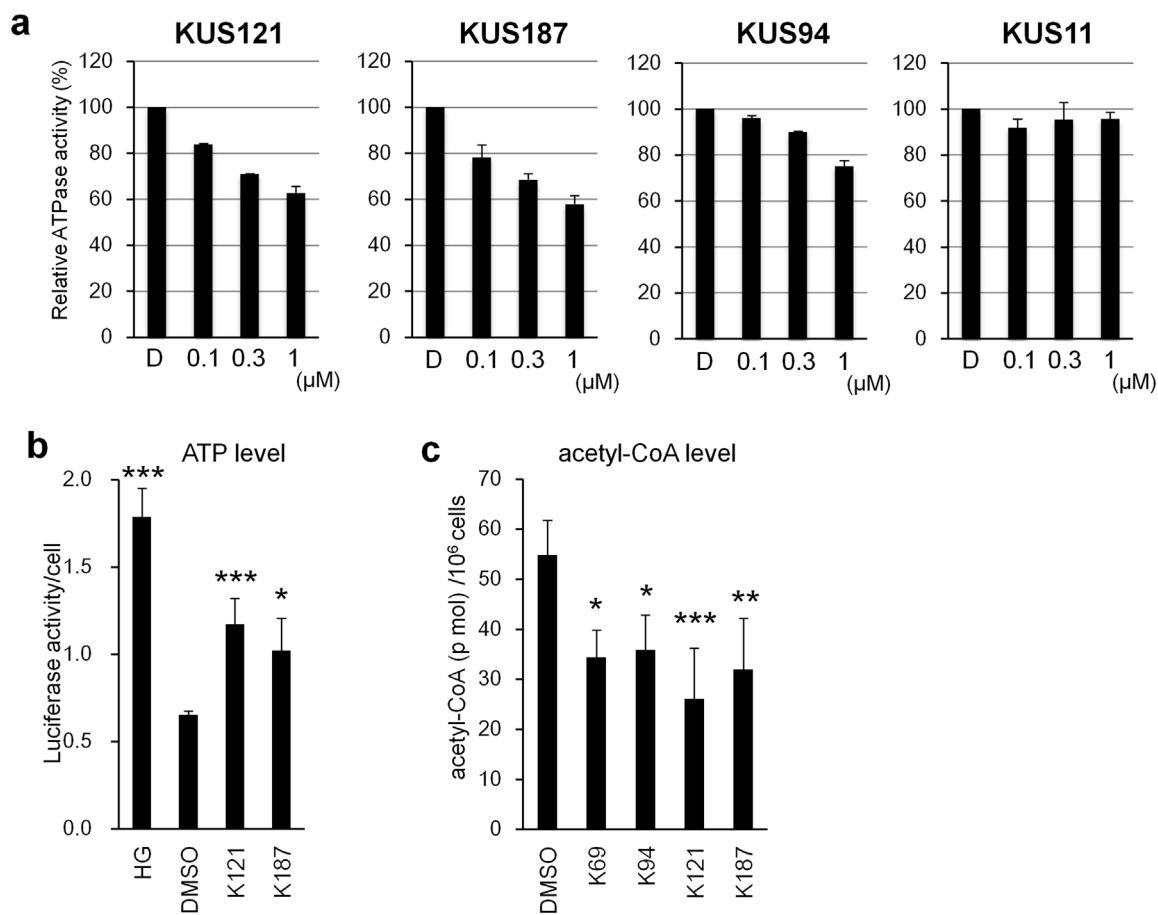 a
KUS121
KUS187
KUS94
KUS11
Relative ATPase activity (%)
120
100
80
60
40
20
0
D 0.1 0.3 1
(µM)
120
100
80
60
40
20
0
D 0.1 0.3 1
(µM)
120
100
80
60
40
20
0
D 0.1 0.3 1
(µM)
120
100
80
60
40
20
0
D 0.1 0.3 1
(µM)
b
ATP level
Luciferase activity/cell
2.0
1.5
1.0
0.5
0.0
***
***
*
HG
DMSO
K121
K187
c
acetyl-CoA level
acetyl-CoA (p mol) /10⁶ cells
70
60
50
40
30
20
10
0
*
*
***
**
DMSO
K69
K94
K121
K187